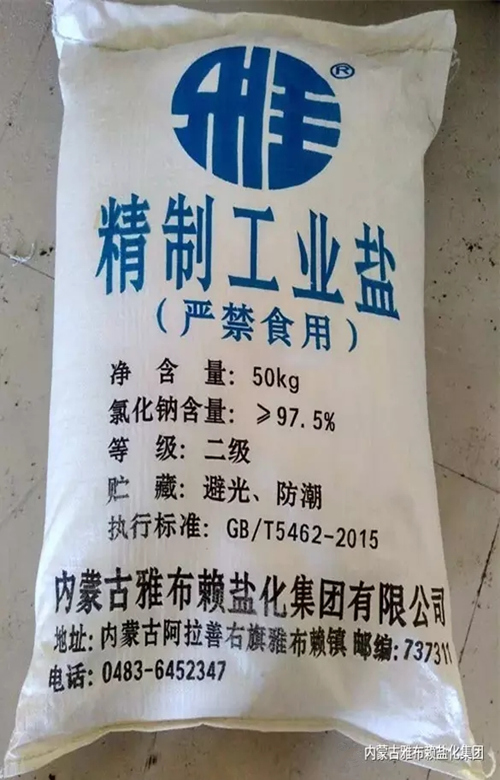 雅
®
精制工业盐
(严禁食用)
净含量: 50kg
氯化钠含量: ≥97.5%
等级: 二级
贮藏: 避光、防潮
执行标准: GB/T5462-2015
内蒙古雅布赖盐化集团有限公司
地址: 内蒙古阿拉善右旗雅布赖镇 邮编: 737311
电话: 0483-6452347
内蒙古雅布赖盐化集团